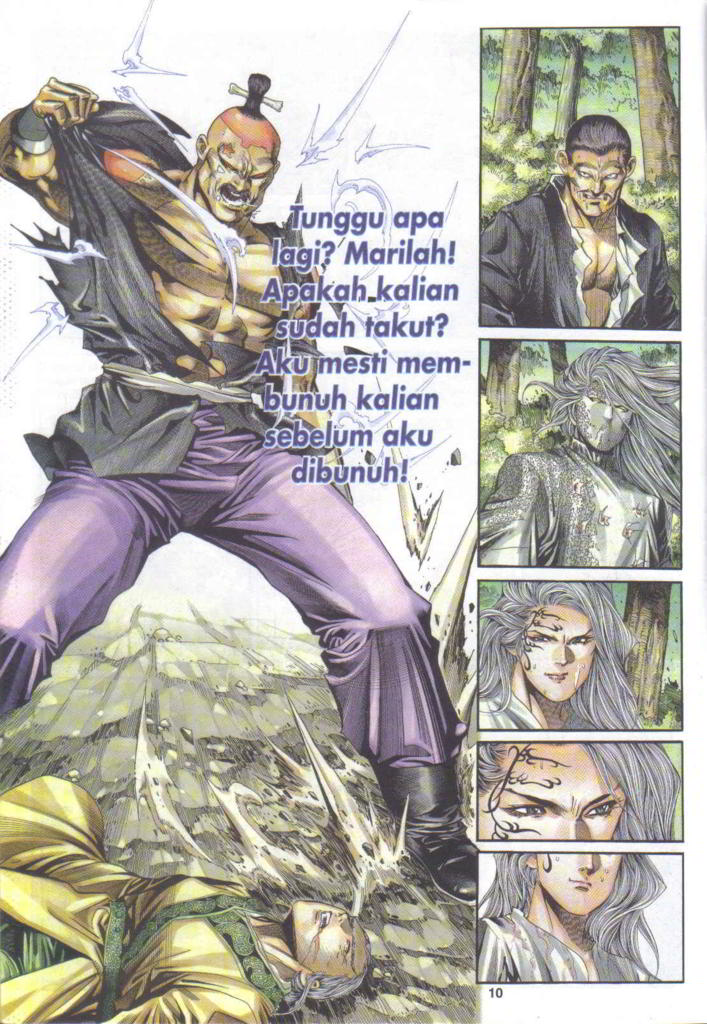 Tunggu apa
lagi? Marilah!
Apakah kalian
sudah takut?
Aku mesti mem-
bunuh kalian
sebelum aku
dibunuh!
10